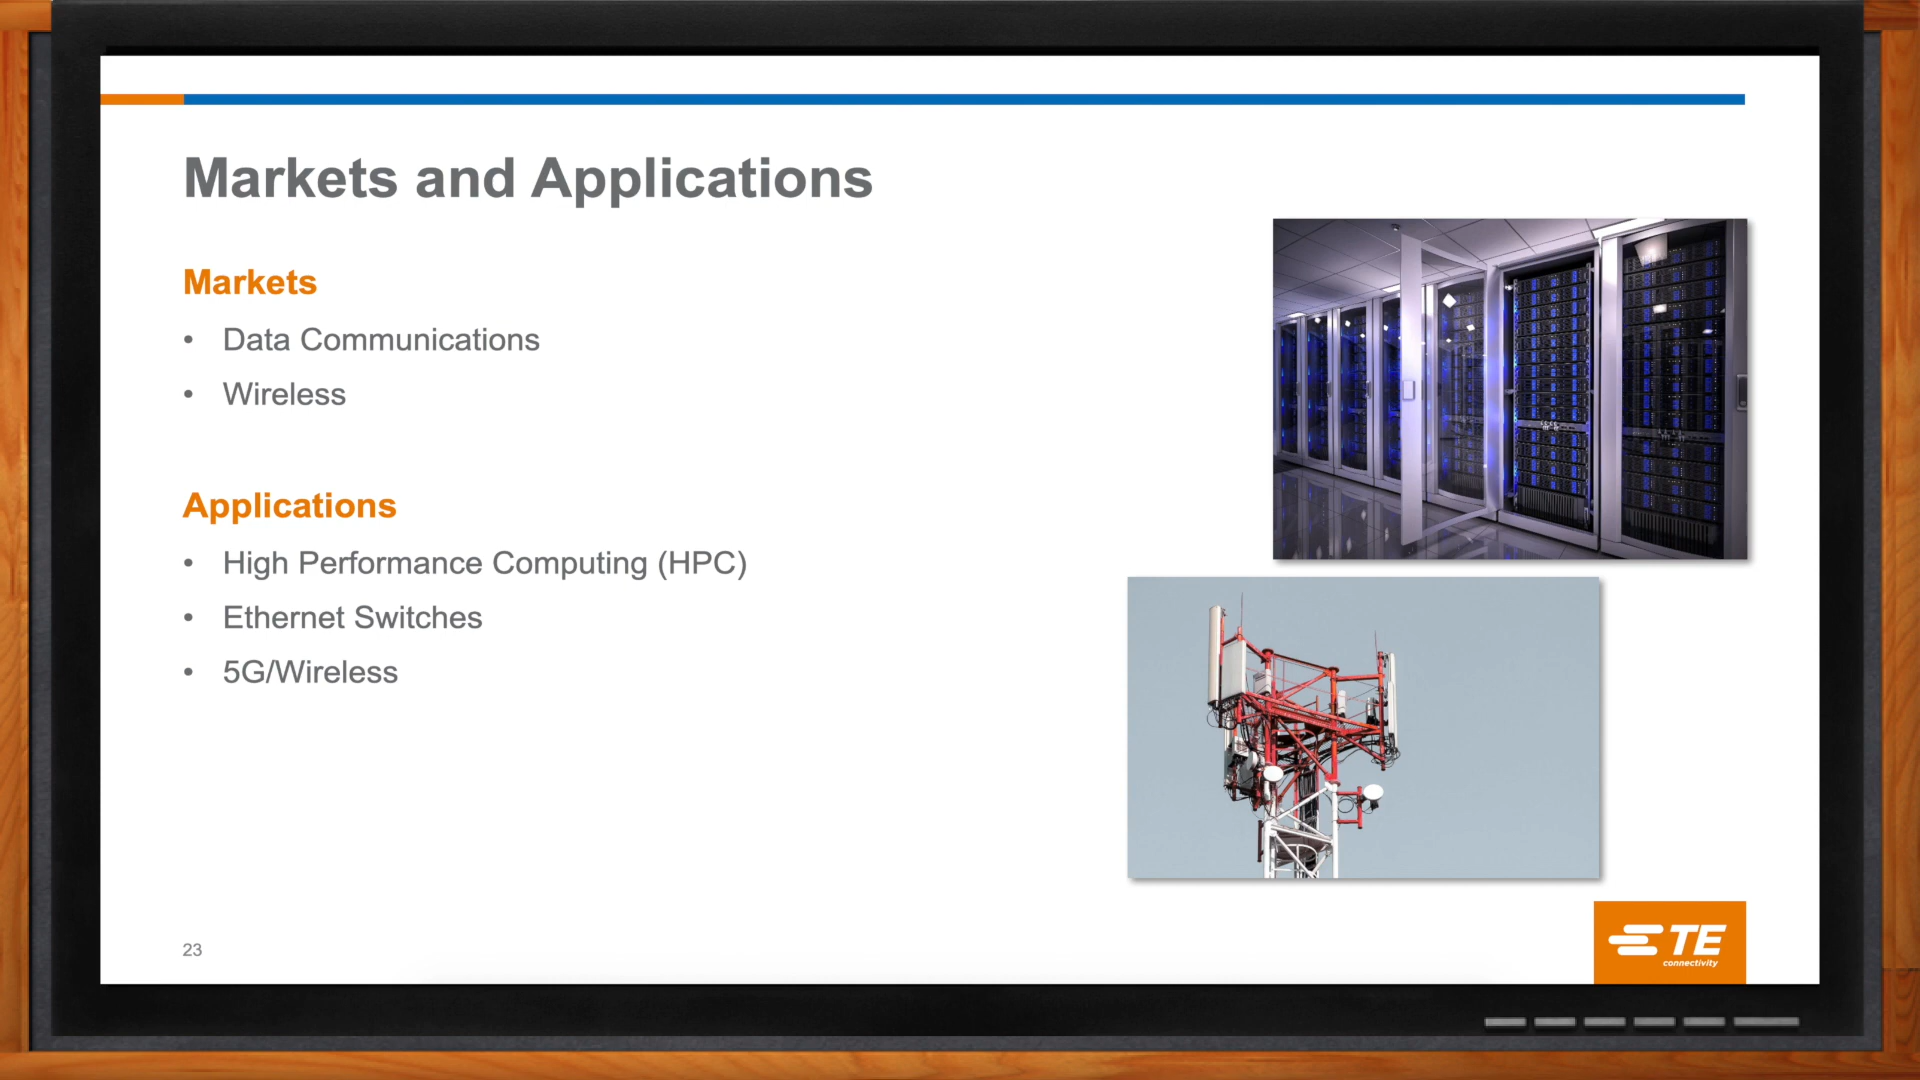 Markets and Applications
Markets
• Data Communications
• Wireless
Applications
• High Performance Computing (HPC)
• Ethernet Switches
• 5G/Wireless
23
TE
connectivity